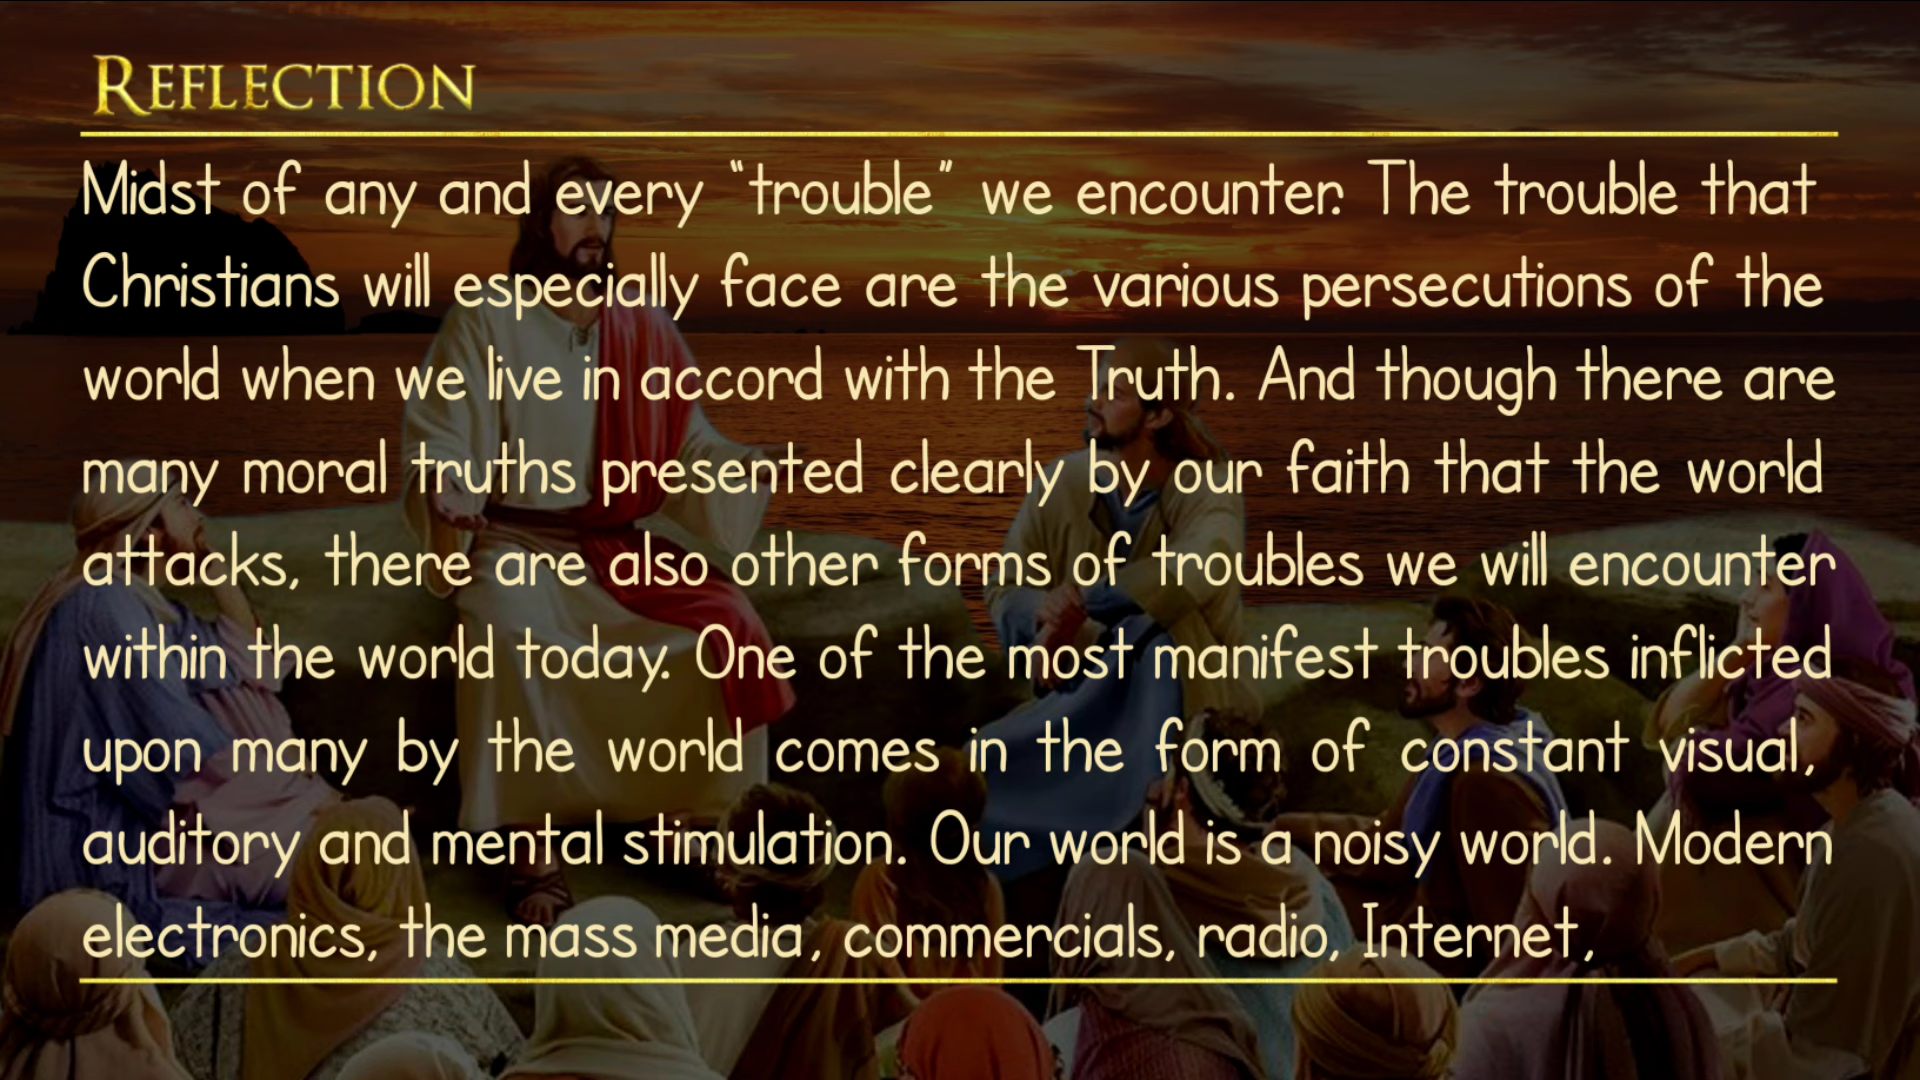 REFLECTION
Midst of any and every “trouble” we encounter. The trouble that
Christians will especially face are the various persecutions of the
world when we live in accord with the Truth. And though there are
many moral truths presented clearly by our faith that the world
attacks, there are also other forms of troubles we will encounter
within the world today. One of the most manifest troubles inflicted
upon many by the world comes in the form of constant visual,
auditory and mental stimulation. Our world is a noisy world. Modern
electronics, the mass media, commercials, radio, Internet,